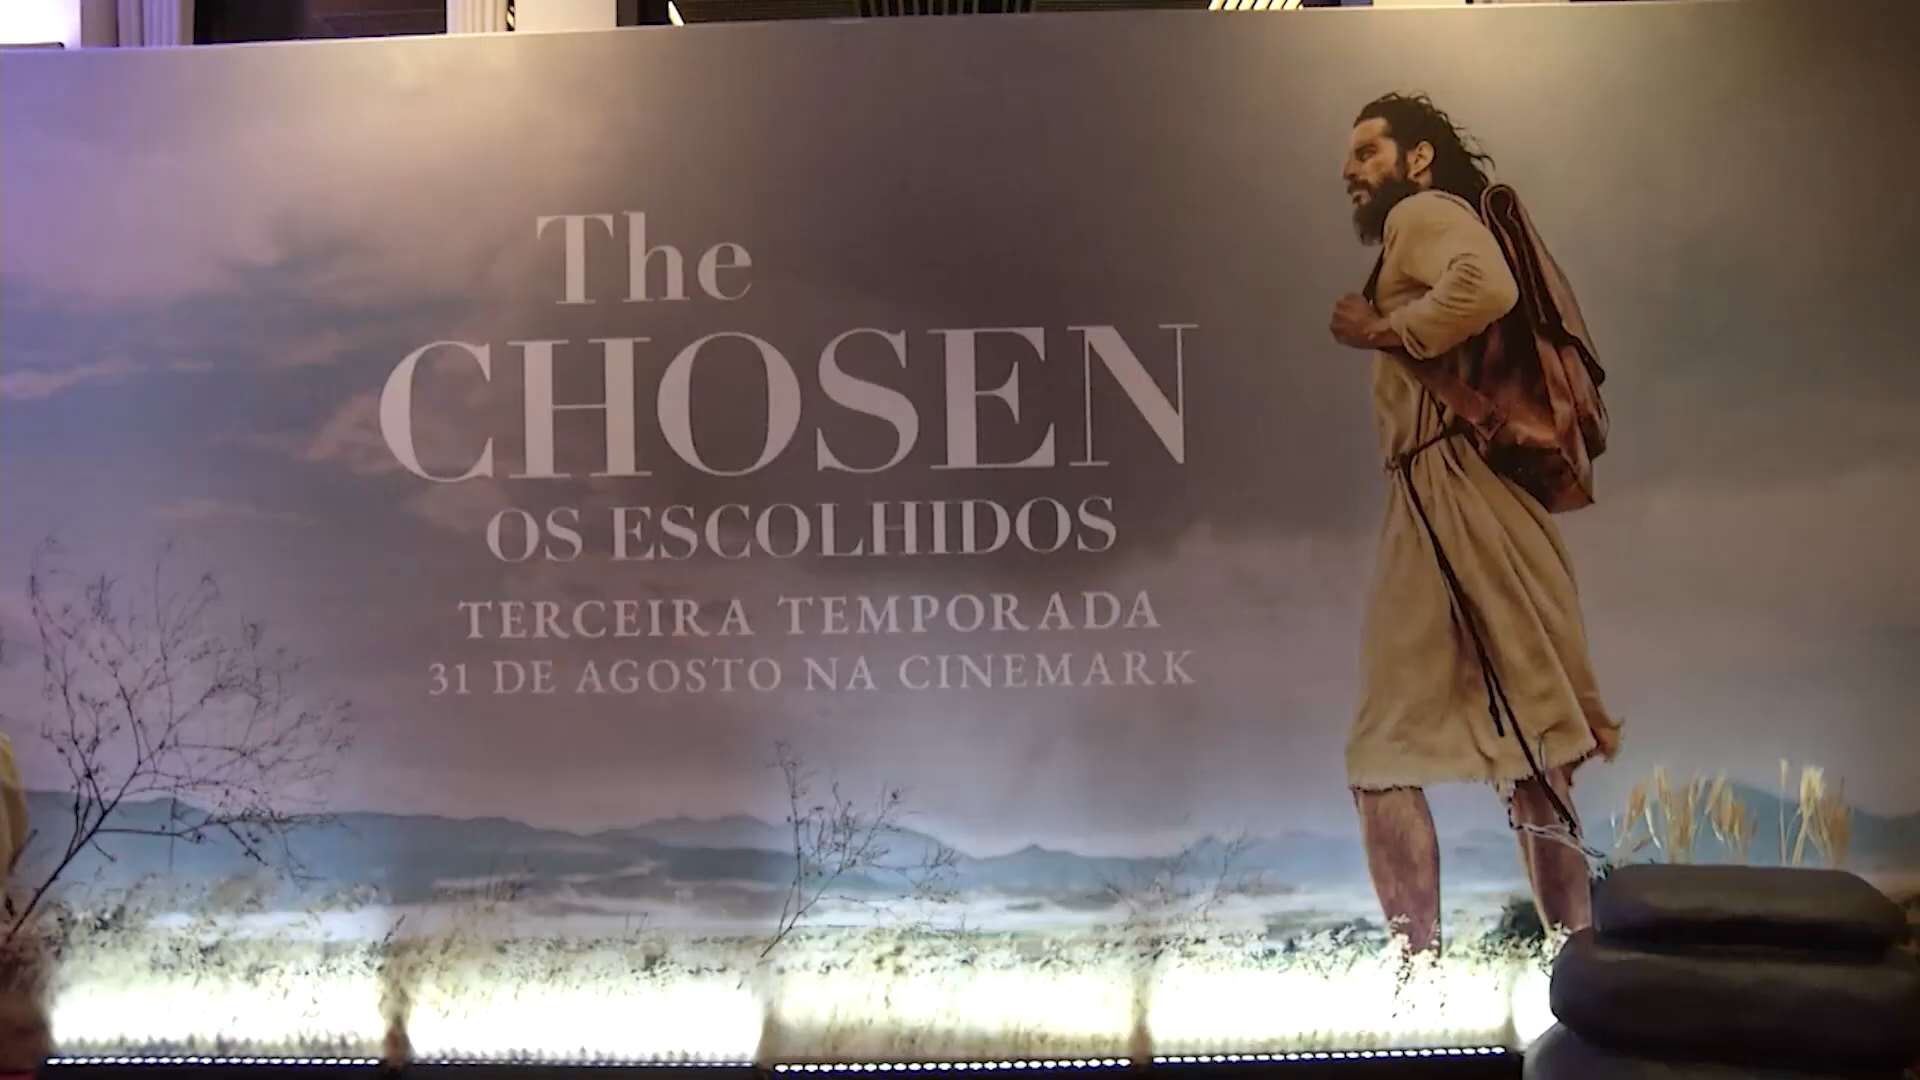 The
CHOSEN
OS ESCOLHIDOS
TERCEIRA TEMPORADA
31 DE AGOSTO NA CINEMARK